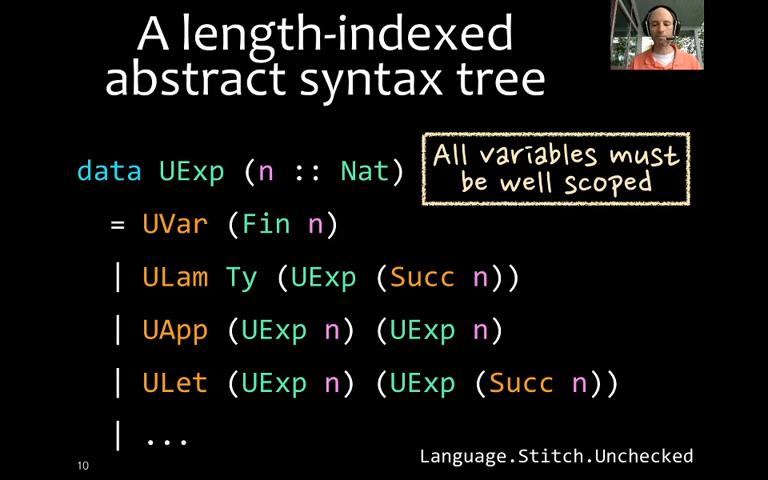 A length-indexed
abstract syntax tree
data UExp (n :: Nat)
All variables must
be well scoped
= UVar (Fin n)
| ULam Ty (UExp (Succ n))
| UApp (UExp n) (UExp n)
| ULet (UExp n) (UExp (Succ n))
| ...
10
Language.Stitch.Unchecked